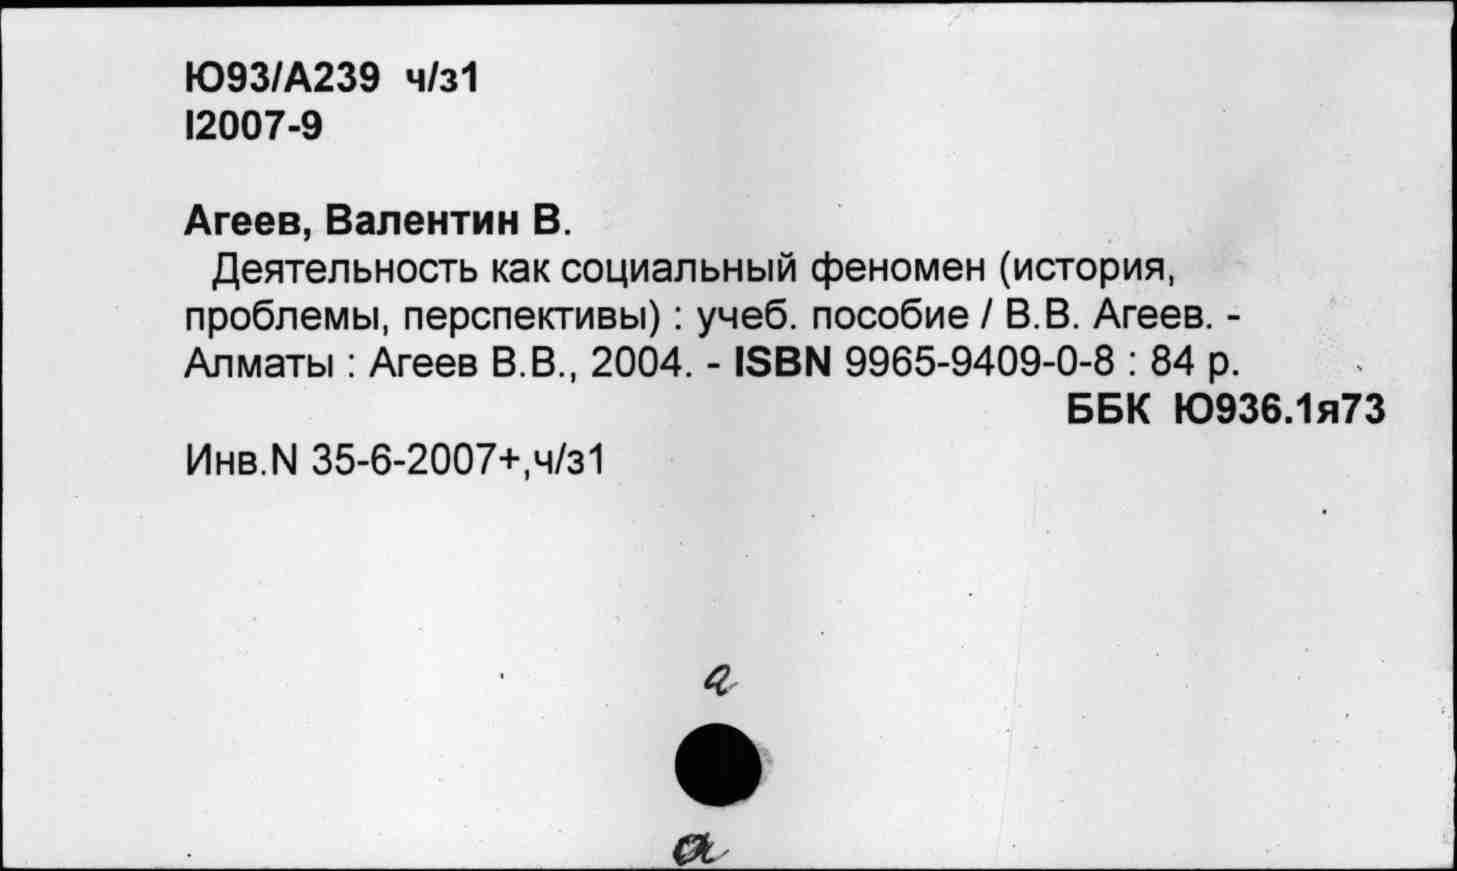 Ю93/А239 ч/з1
I2007-9
Агеев, Валентин В.
Деятельность как социальный феномен (история,
проблемы, перспективы) : учеб. пособие / В.В. Агеев. -
Алматы : Агеев В.В., 2004. - ISBN 9965-9409-0-8 : 84 р.
ББК Ю936.1я73
Инв.N 35-6-2007+,ч/з1
а
а